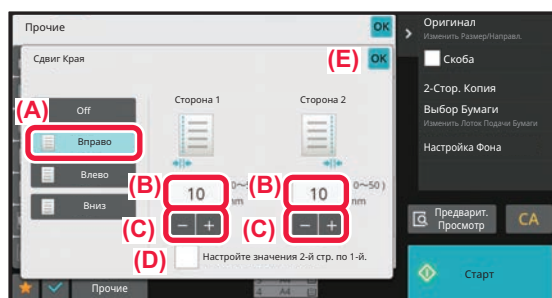 Прочие
OK
Сдвиг Края
(E)
OK
(A)
Off
Вправо
Влево
Вниз
Сторона 1
Сторона 2
(B)
10
(B)
10
0~50 )
(C)
− +
(C)
− +
(D)
Настройте значения 2-й стр. по 1-й.
Прочие
Оригинал
Изменить Размер/Направл.
Скоба
2-Стор. Копия
Выбор Бумаги
Изменить Лоток Подачи Бумаги
Настройка Фона
Предварит.
Просмотр
CA
Старт